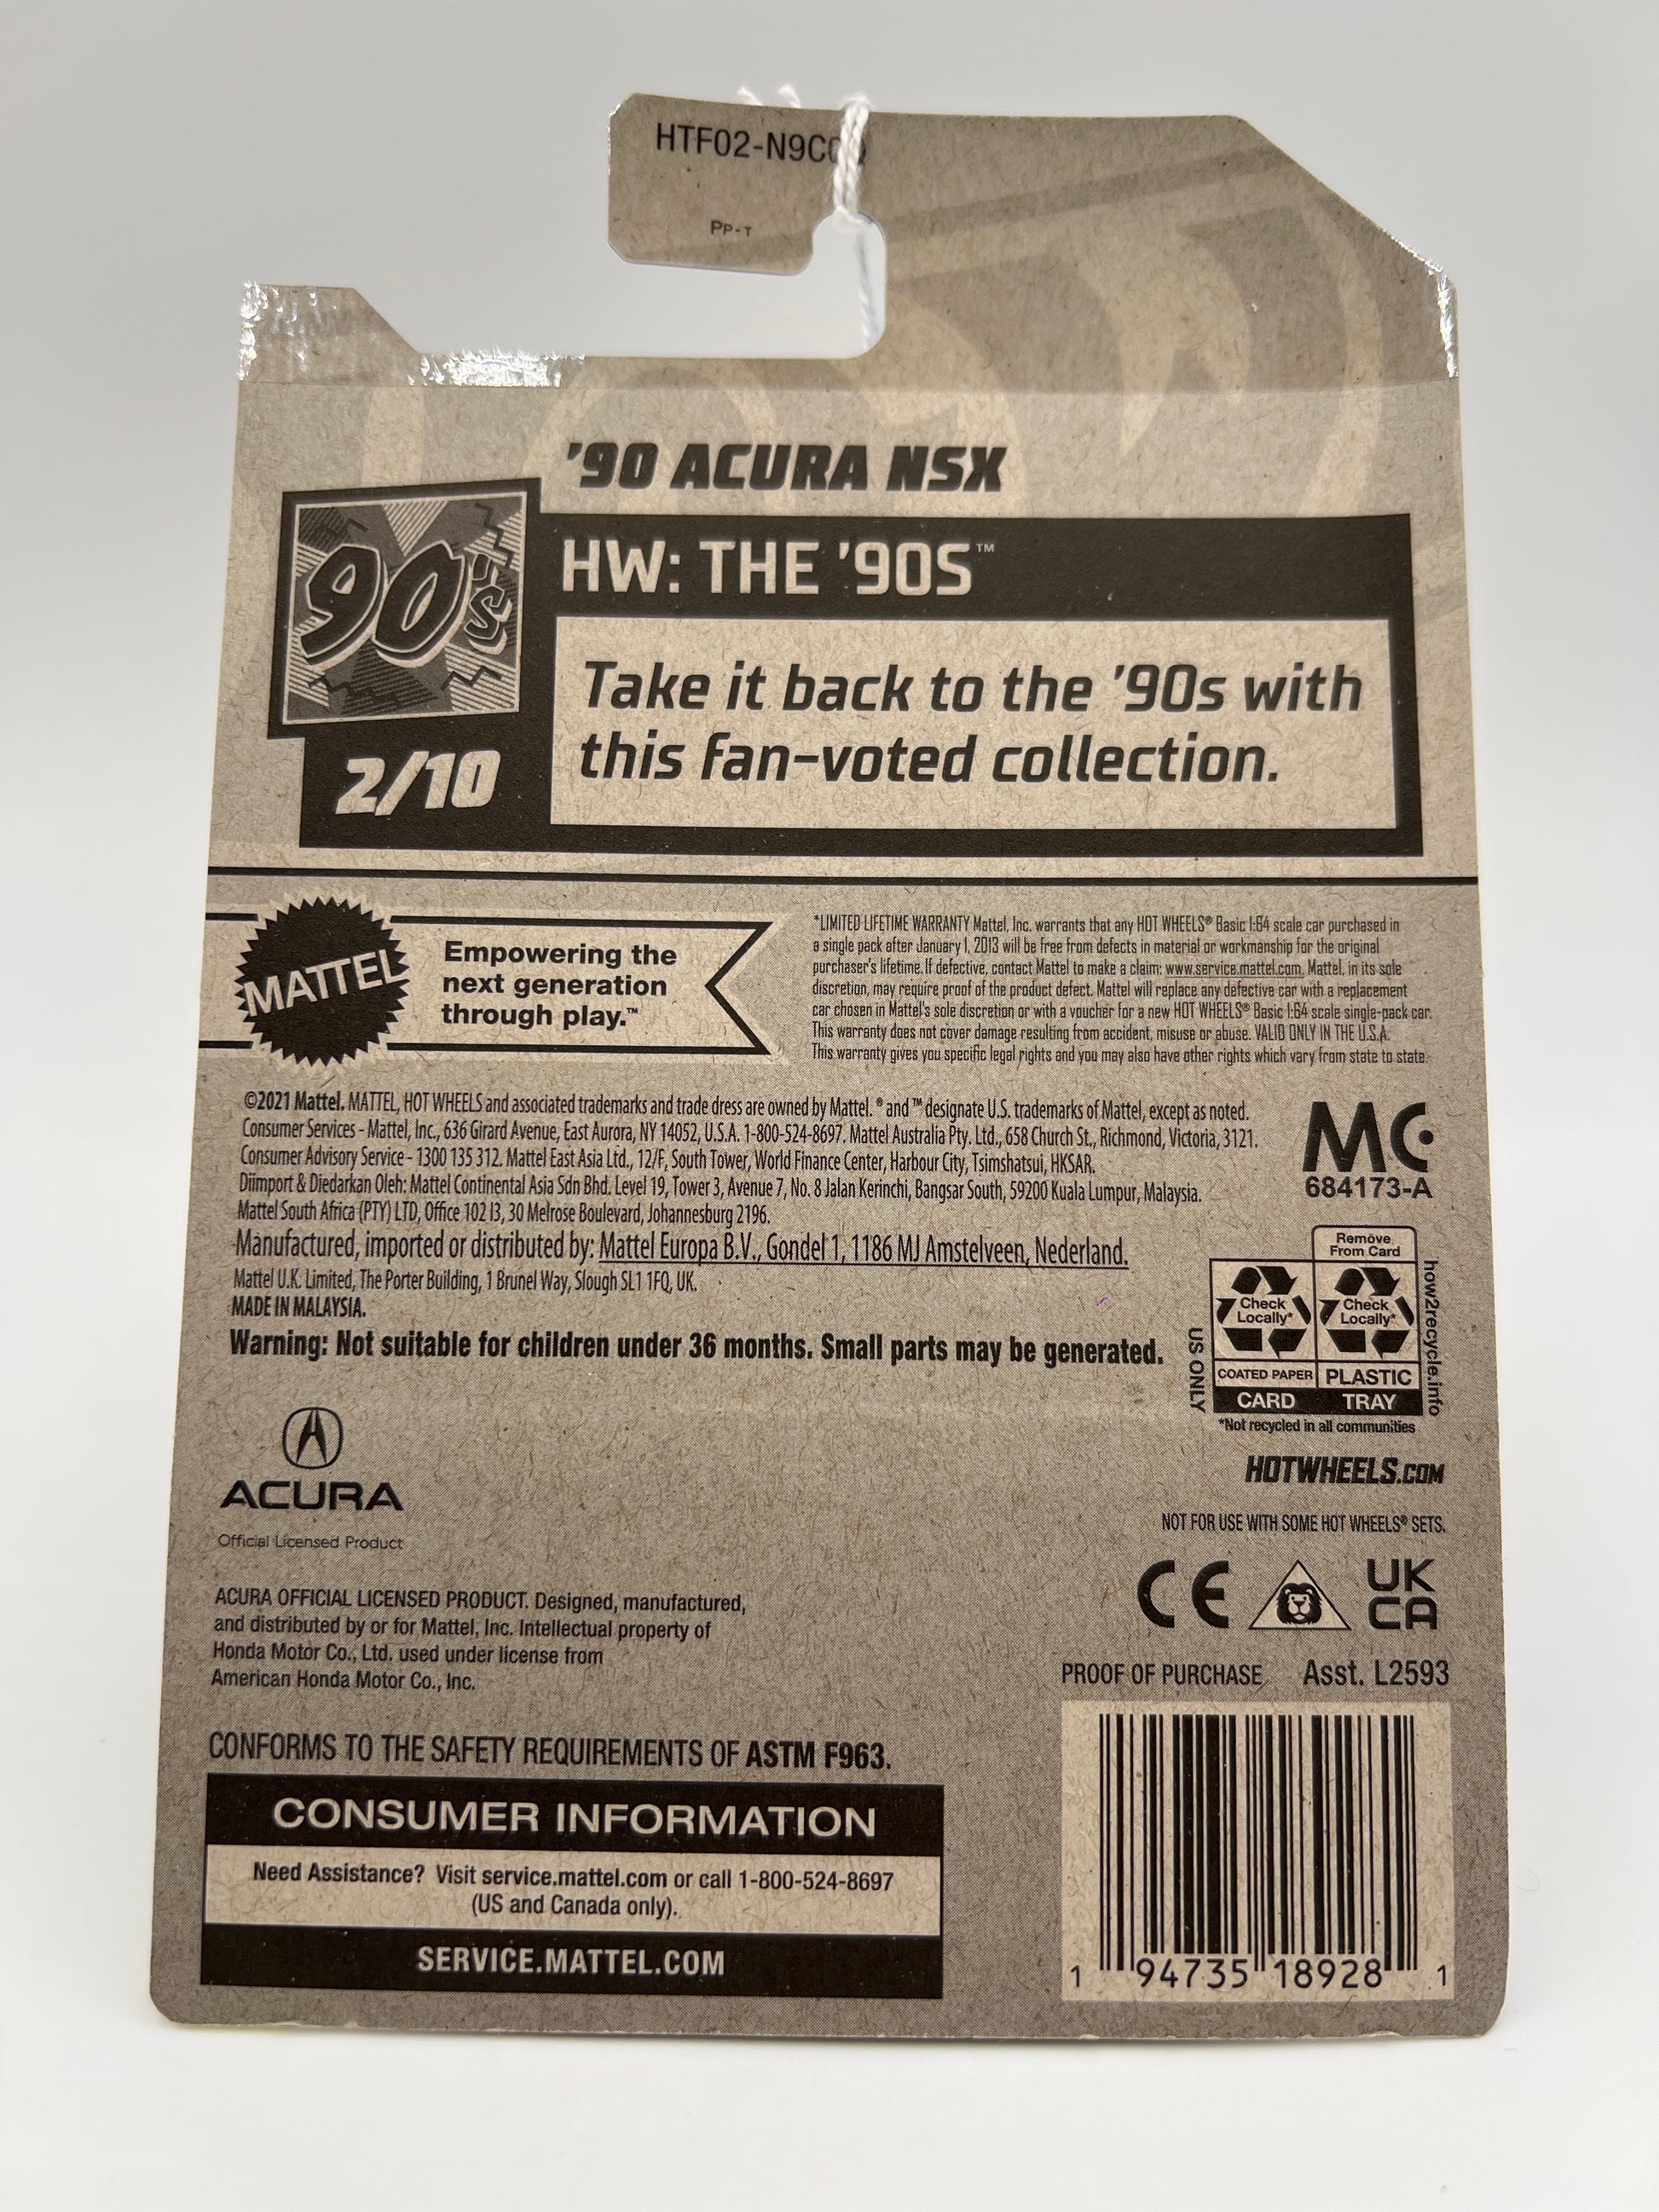 HTF02-N9C
PP-T
'90 ACURA NSX
90's
HW: THE '90S™
Take it back to the '90s with
this fan-voted collection.
2/10
MATTEL
Empowering the
next generation
through play.™
*LIMITED LIFETIME WARRANTY Mattel, Inc. warrants that any HOT WHEELS® Basic 1:64 scale car purchased in
a single pack after January 1, 2013 will be free from defects in material or workmanship for the original
purchaser's lifetime. If defective, contact Mattel to make a claim: www.service.mattel.com. Mattel, in its sole
discretion, may require proof of the product defect. Mattel will replace any defective car with a replacement
car chosen in Mattel's sole discretion or with a voucher for a new HOT WHEELS® Basic 1:64 scale single-pack car.
This warranty does not cover damage resulting from accident, misuse or abuse. VALID ONLY IN THE U.S.A.
This warranty gives you specific legal rights and you may also have other rights which vary from state to state.
©2021 Mattel. MATTEL, HOT WHEELS and associated trademarks and trade dress are owned by Mattel. ® and ™ designate U.S. trademarks of Mattel, except as noted.
Consumer Services - Mattel, Inc., 636 Girard Avenue, East Aurora, NY 14052, U.S.A. 1-800-524-8697. Mattel Australia Pty. Ltd., 658 Church St., Richmond, Victoria, 3121.
Consumer Advisory Service - 1300 135 312. Mattel East Asia Ltd., 12/F, South Tower, World Finance Center, Harbour City, Tsimshatsui, HKSAR.
Diimport & Diedarkan Oleh: Mattel Continental Asia Sdn Bhd. Level 19, Tower 3, Avenue 7, No. 8 Jalan Kerinchi, Bangsar South, 59200 Kuala Lumpur, Malaysia.
Mattel South Africa (PTY) LTD, Office 102 I3, 30 Melrose Boulevard, Johannesburg 2196.
Manufactured, imported or distributed by: Mattel Europa B.V., Gondel 1, 1186 MJ Amstelveen, Nederland.
Mattel U.K. Limited, The Porter Building, 1 Brunel Way, Slough SL1 1FQ, UK.
MADE IN MALAYSIA.
Warning: Not suitable for children under 36 months. Small parts may be generated.
MC
684173-A
Remove
From Card
Check
Locally*
Check
Locally*
COATED PAPER
PLASTIC
CARD
TRAY
US ONLY
how2recycle.info
*Not recycled in all communities
HOTWHEELS.COM
NOT FOR USE WITH SOME HOT WHEELS® SETS.
CE
UK
CA
ACURA
Official Licensed Product
ACURA OFFICIAL LICENSED PRODUCT. Designed, manufactured,
and distributed by or for Mattel, Inc. Intellectual property of
Honda Motor Co., Ltd. used under license from
American Honda Motor Co., Inc.
PROOF OF PURCHASE Asst. L2593
CONFORMS TO THE SAFETY REQUIREMENTS OF ASTM F963.
CONSUMER INFORMATION
Need Assistance? Visit service.mattel.com or call 1-800-524-8697
(US and Canada only).
SERVICE.MATTEL.COM
1 94735 18928 1